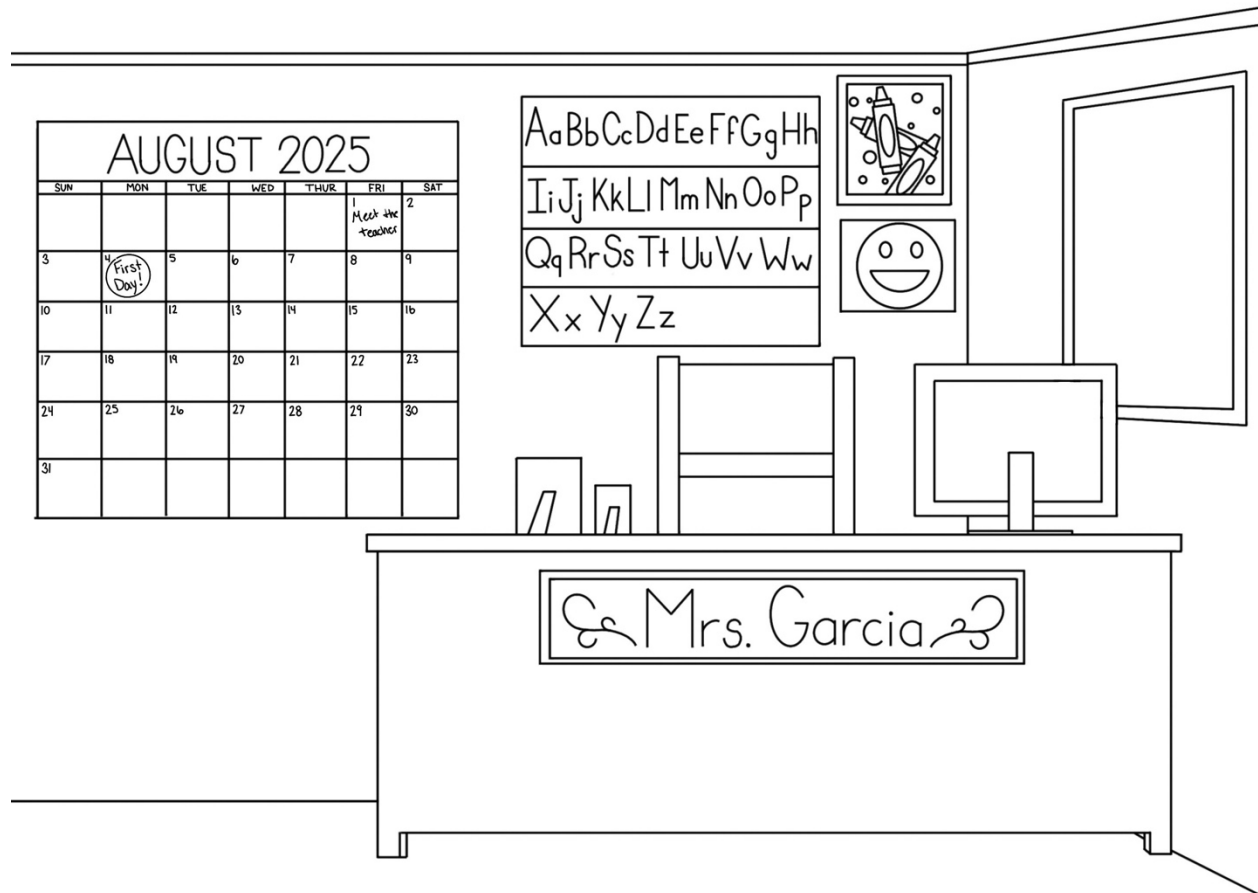 AUGUST 2025
SUN MON TUE WED THUR FRI SAT
1 2
Meet the
teacher
3 4 5 6 7 8 9
First
Day!
10 11 12 13 14 15 16
17 18 19 20 21 22 23
24 25 26 27 28 29 30
31
AaBbCcDdEeFfGgHh
IiJjKkLlMmNnOoPp
QqRrSsTtUuVvWw
XxYyZz
Mrs. Garcia